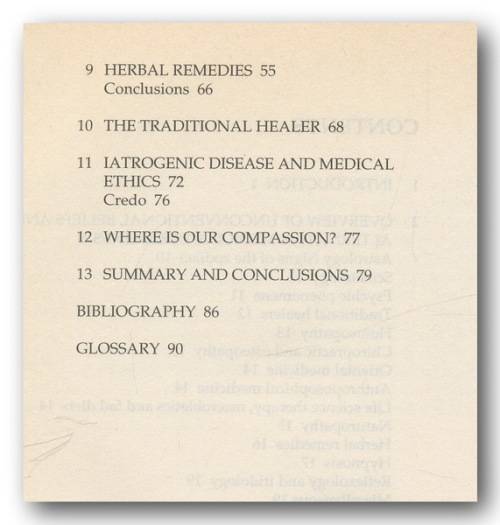 9 HERBAL REMEDIES 55
Conclusions 66
10 THE TRADITIONAL HEALER 68
11 IATROGENIC DISEASE AND MEDICAL
ETHICS 72
Credo 76
12 WHERE IS OUR COMPASSION? 77
13 SUMMARY AND CONCLUSIONS 79
BIBLIOGRAPHY 86
GLOSSARY 90